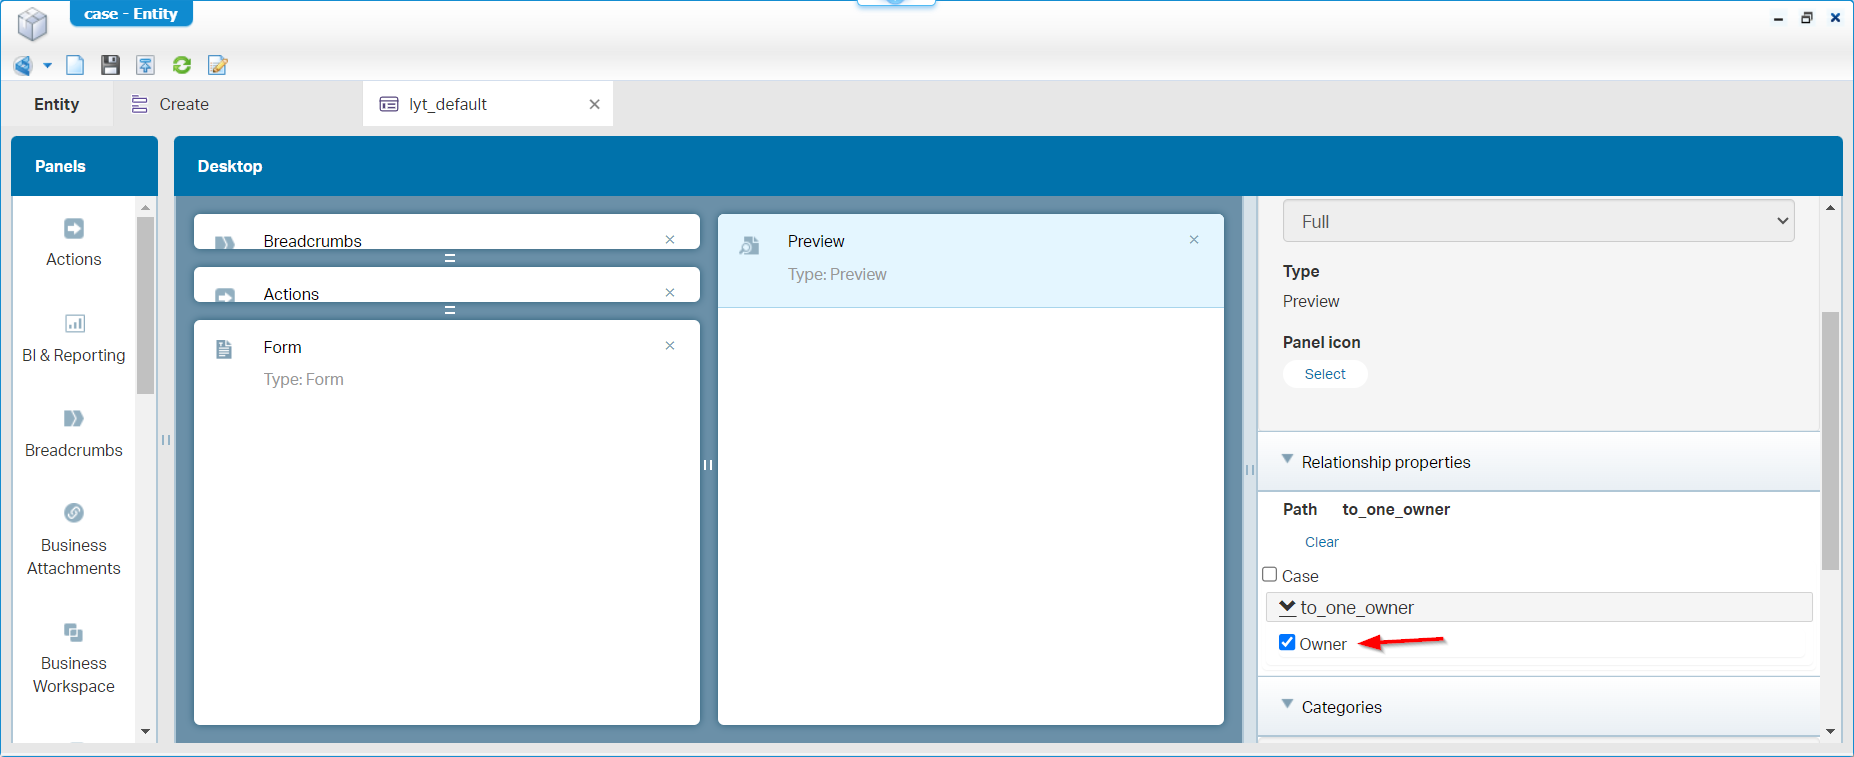 case - Entity
Entity
Create
lyt_default
Panels
Desktop
Actions
BI & Reporting
Breadcrumbs
Business
Attachments
Business
Workspace
Breadcrumbs
Actions
Form
Type: Form
Preview
Type: Preview
Full
Type
Preview
Panel icon
Select
Relationship properties
Path to_one_owner
Clear
Case
to_one_owner
Owner
Categories